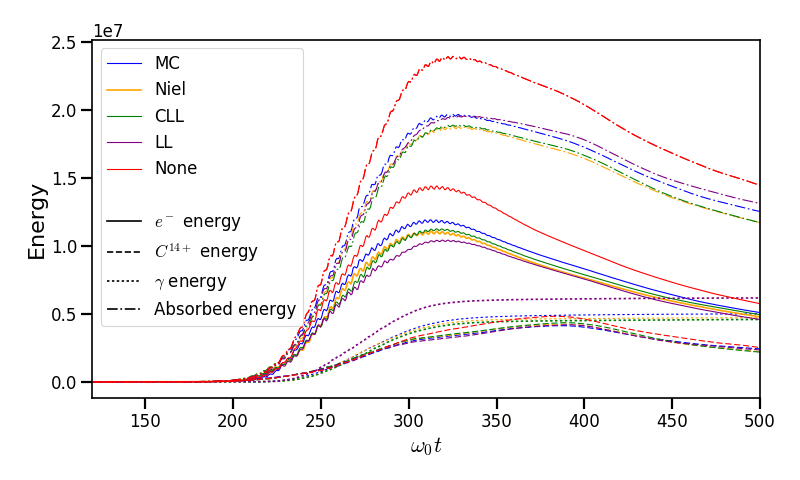 1e7
2.5
2.0
1.5
1.0
0.5
0.0
Energy
MC
Niel
CLL
LL
None
e⁻ energy
C¹⁴⁺ energy
γ energy
Absorbed energy
150 200 250 300 350 400 450 500
ω₀t